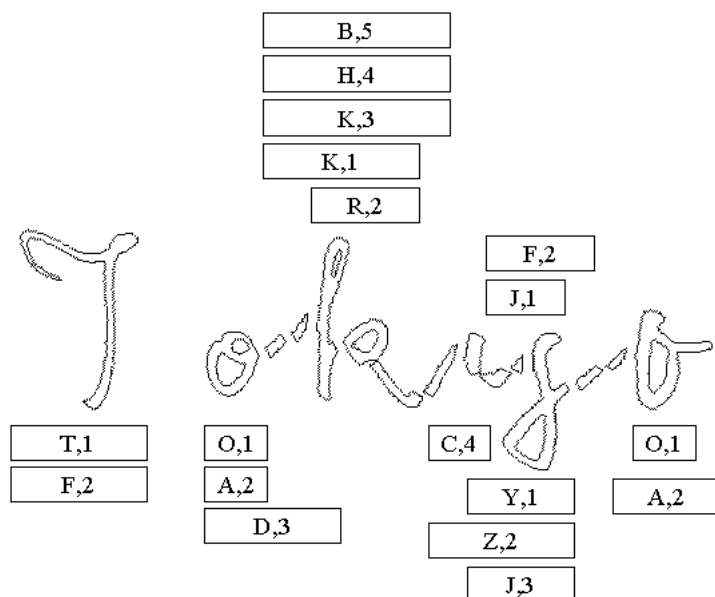 B,5
H,4
K,3
K,1
R,2
F,2
J,1
Tokyo
T,1 O,1 C,4 O,1
F,2 A,2 Y,1 A,2
D,3 Z,2
J,3